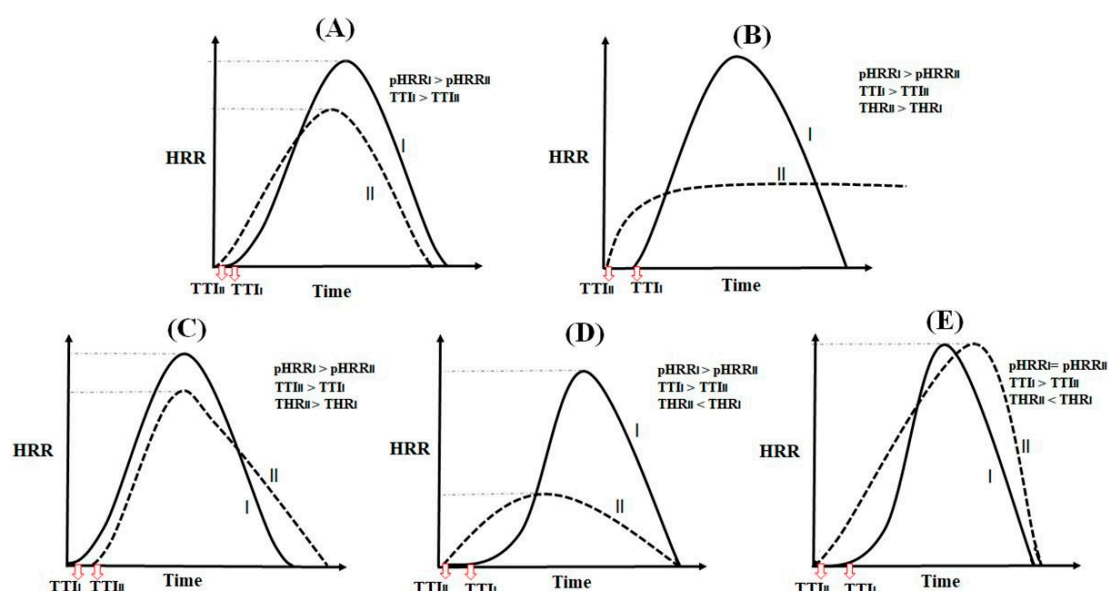 (A)
pHRRI > pHRRII
TTII > TTIII
HRR
I
II
TTIII TTII Time
(B)
pHRRI > pHRRII
TTII > TTIII
THRII > THRI
HRR
I
II
TTIII TTII Time
(C)
pHRRI > pHRRII
TTIII > TTII
THRII > THRI
HRR
II
I
TTII TTIII Time
(D)
pHRRI > pHRRII
TTII > TTIII
THRII < THRI
HRR
I
II
TTIII TTII Time
(E)
pHRRI = pHRRII
TTII > TTIII
THRII < THRI
HRR
II
I
TTIII TTII Time